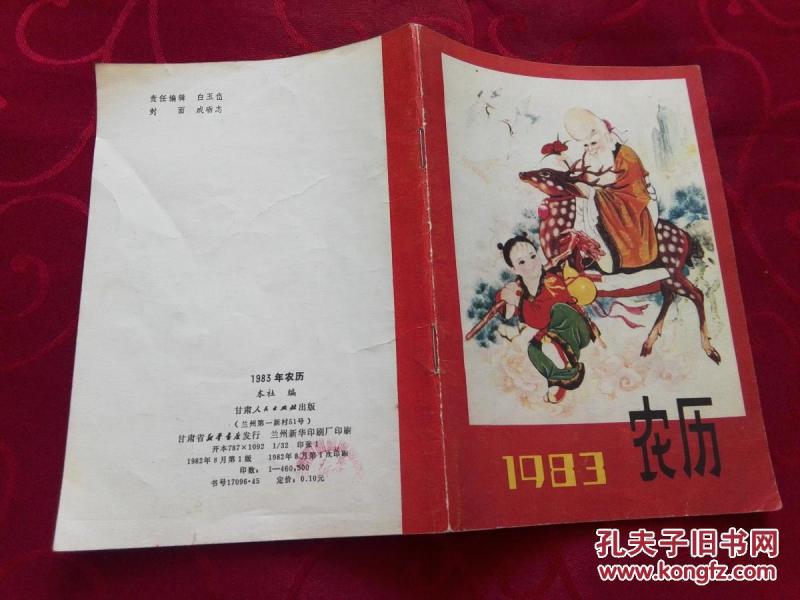 责任编辑 白玉岱
封 面 成砺志
1983年农历
本社 编
甘肃人民出版社出版
(兰州第一新村51号)
甘肃省新华书店发行 兰州新华印刷厂印刷
开本787×1092 1/32 印张1
1982年8月第1版 1982年8月第1次印刷
印数:1—460,500
书号17096·45 定价:0.10元
1983 农历
孔夫子旧书网
kongfz.com